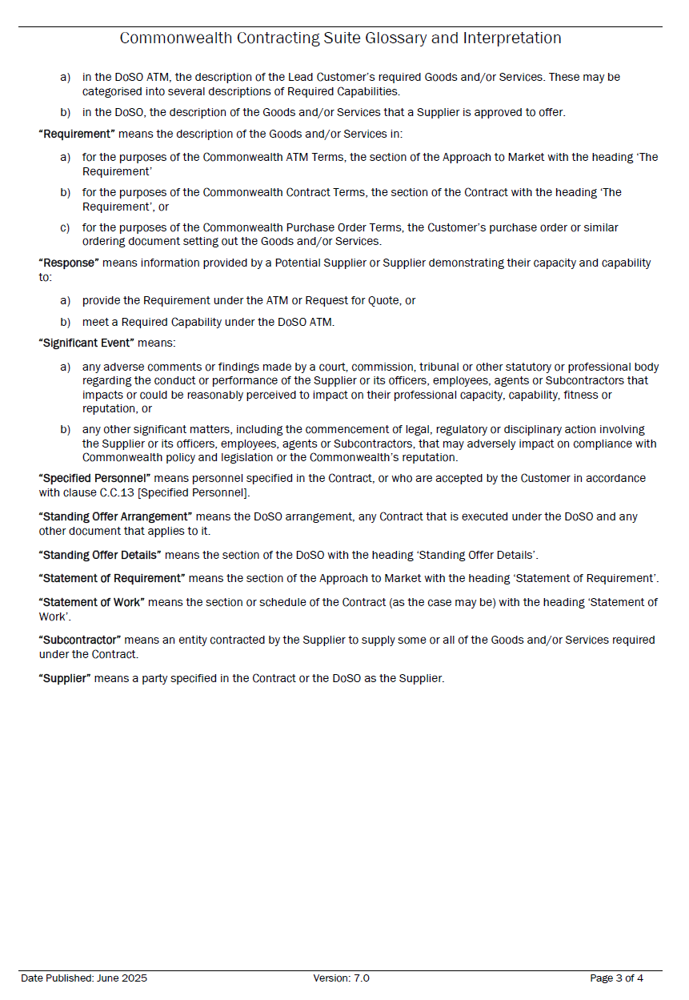 Commonwealth Contracting Suite Glossary and Interpretation
a) in the DoSO ATM, the description of the Lead Customer’s required Goods and/or Services. These may be
categorised into several descriptions of Required Capabilities.
b) in the DoSO, the description of the Goods and/or Services that a Supplier is approved to offer.
“Requirement” means the description of the Goods and/or Services in:
a) for the purposes of the Commonwealth ATM Terms, the section of the Approach to Market with the heading ‘The
Requirement’
b) for the purposes of the Commonwealth Contract Terms, the section of the Contract with the heading ‘The
Requirement’, or
c) for the purposes of the Commonwealth Purchase Order Terms, the Customer’s purchase order or similar
ordering document setting out the Goods and/or Services.
“Response” means information provided by a Potential Supplier or Supplier demonstrating their capacity and capability
to:
a) provide the Requirement under the ATM or Request for Quote, or
b) meet a Required Capability under the DoSO ATM.
“Significant Event” means:
a) any adverse comments or findings made by a court, commission, tribunal or other statutory or professional body
regarding the conduct or performance of the Supplier or its officers, employees, agents or Subcontractors that
impacts or could be reasonably perceived to impact on their professional capacity, capability, fitness or
reputation, or
b) any other significant matters, including the commencement of legal, regulatory or disciplinary action involving
the Supplier or its officers, employees, agents or Subcontractors, that may adversely impact on compliance with
Commonwealth policy and legislation or the Commonwealth’s reputation.
“Specified Personnel” means personnel specified in the Contract, or who are accepted by the Customer in accordance
with clause C.C.13 [Specified Personnel].
“Standing Offer Arrangement” means the DoSO arrangement, any Contract that is executed under the DoSO and any
other document that applies to it.
“Standing Offer Details” means the section of the DoSO with the heading ‘Standing Offer Details’.
“Statement of Requirement” means the section of the Approach to Market with the heading ‘Statement of Requirement’.
“Statement of Work” means the section or schedule of the Contract (as the case may be) with the heading ‘Statement of
Work’.
“Subcontractor” means an entity contracted by the Supplier to supply some or all of the Goods and/or Services required
under the Contract.
“Supplier” means a party specified in the Contract or the DoSO as the Supplier.
Date Published: June 2025 Version: 7.0 Page 3 of 4